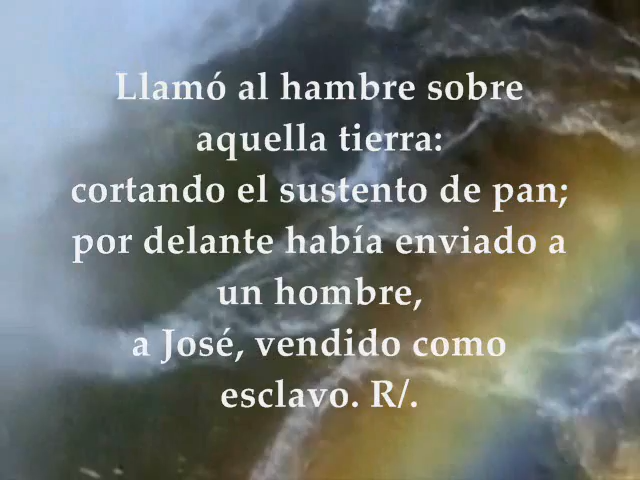 Llamó al hambre sobre
aquella tierra:
cortando el sustento de pan;
por delante había enviado a
un hombre,
a José, vendido como
esclavo. R/.